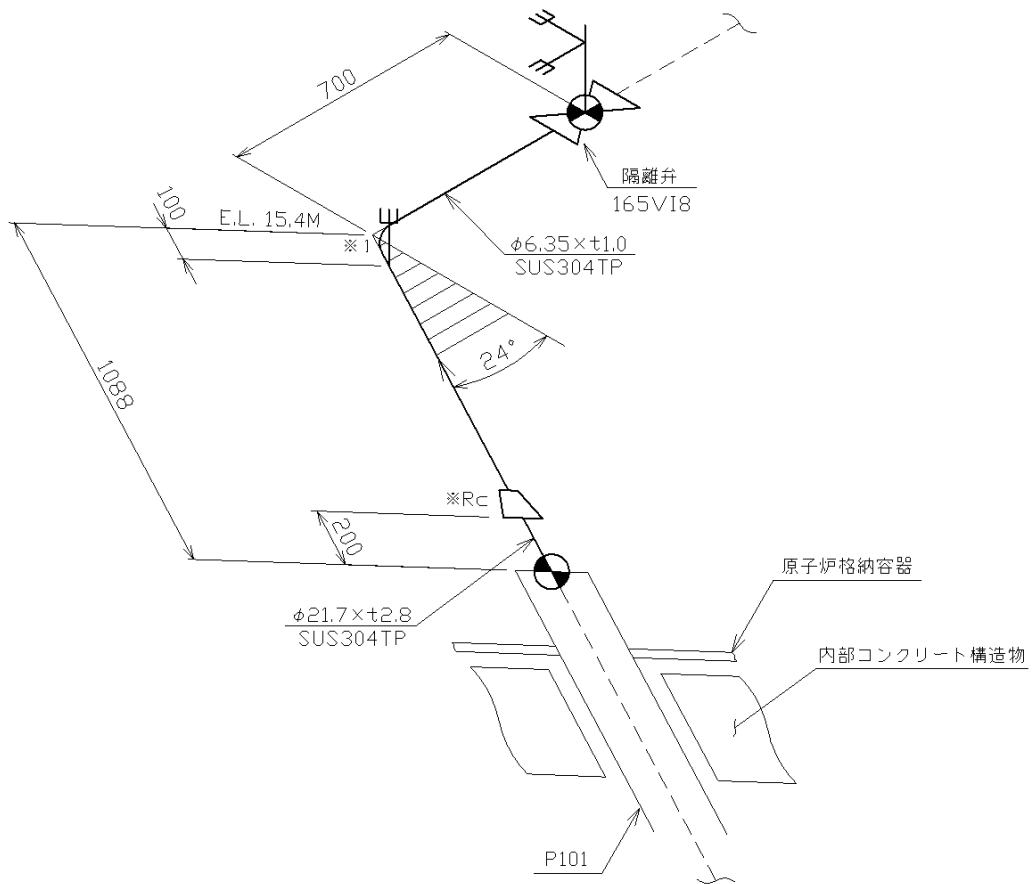 700
隔離弁
165VI8
100
E.L. 15.4M
※1
φ6.35×t1.0
SUS304TP
24°
1088
※Rc
200
原子炉格納容器
φ21.7×t2.8
SUS304TP
内部コンクリート構造物
P101